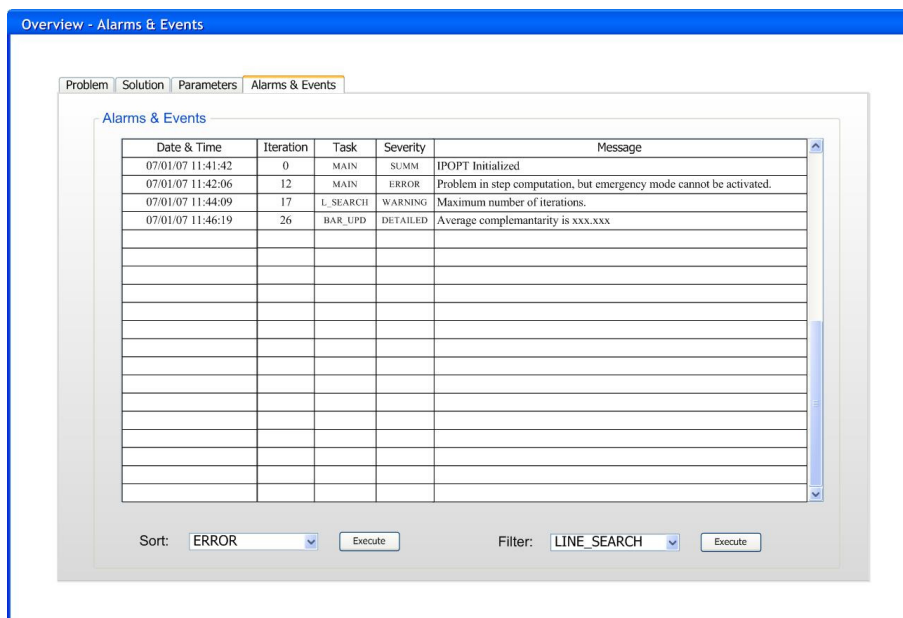 Overview - Alarms & Events
Problem Solution Parameters Alarms & Events
Alarms & Events
Date & Time Iteration Task Severity Message
07/01/07 11:41:42 0 MAIN SUMM IPOPT Initialized
07/01/07 11:42:06 12 MAIN ERROR Problem in step computation, but emergency mode cannot be activated.
07/01/07 11:44:09 17 L_SEARCH WARNING Maximum number of iterations.
07/01/07 11:46:19 26 BAR_UPD DETAILED Average complemantarity is xxx.xxx
Sort: ERROR Execute Filter: LINE_SEARCH Execute